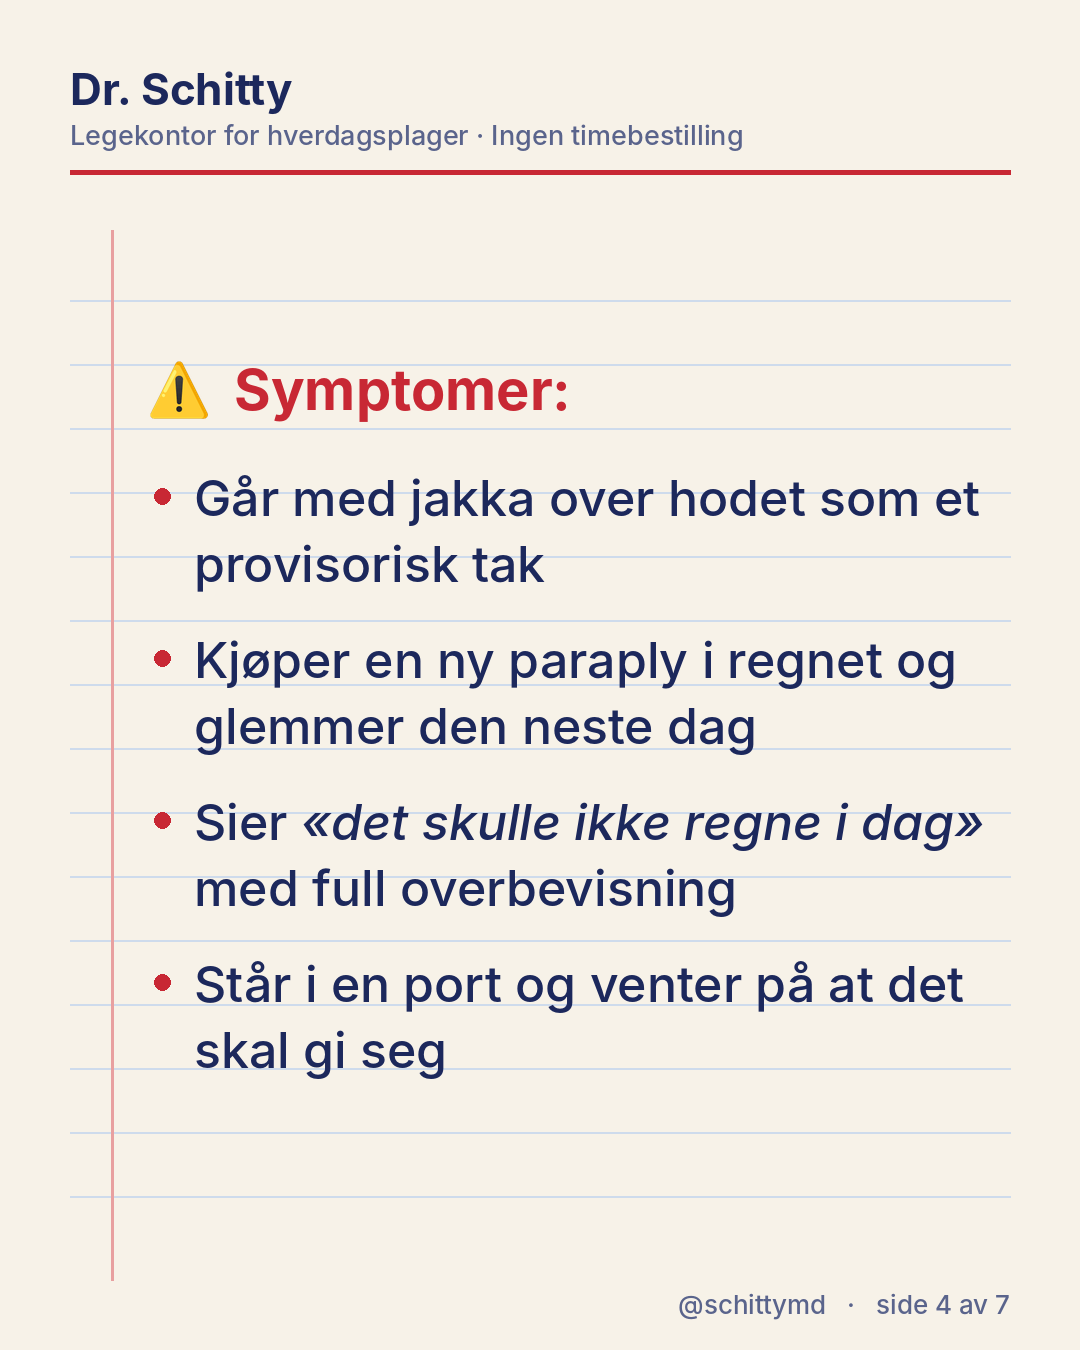 Dr. Schitty
Legekontor for hverdagsplager · Ingen timebestilling
⚠️ Symptomer:
• Går med jakka over hodet som et
provisorisk tak
• Kjøper en ny paraply i regnet og
glemmer den neste dag
• Sier «det skulle ikke regne i dag»
med full overbevisning
• Står i en port og venter på at det
skal gi seg
@schittymd · side 4 av 7